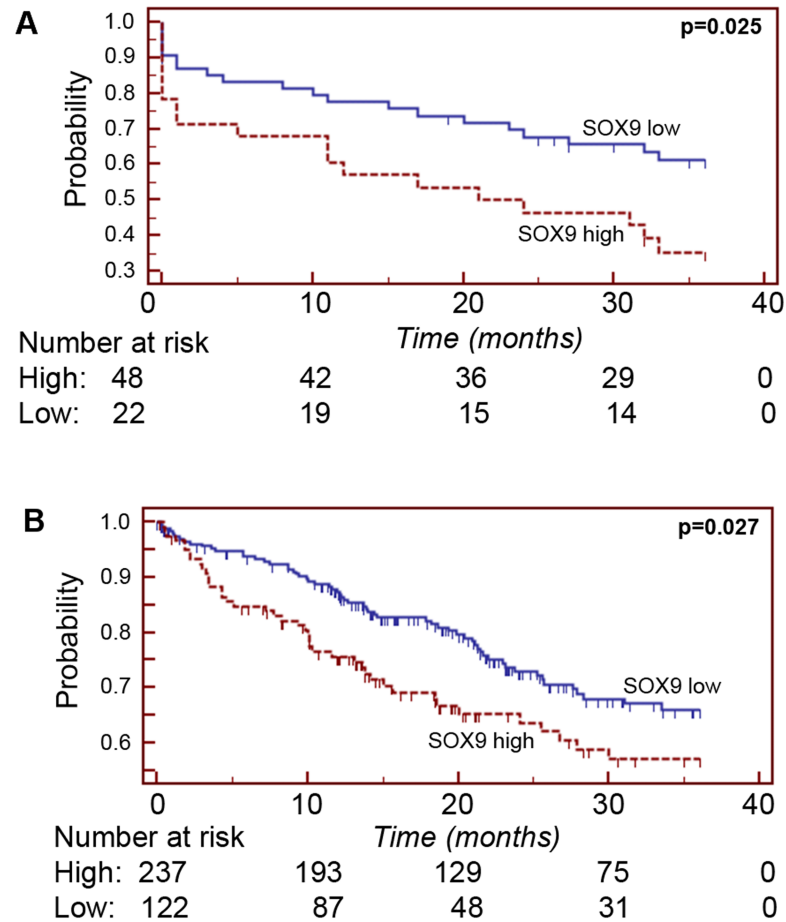 A
p=0.025
Probability
1.0
0.9
0.8
0.7
0.6
0.5
0.4
0.3
SOX9 low
SOX9 high
0 10 20 30 40
Time (months)
Number at risk
High: 48 42 36 29 0
Low: 22 19 15 14 0
B
p=0.027
Probability
1.0
0.9
0.8
0.7
0.6
SOX9 low
SOX9 high
0 10 20 30 40
Number at risk Time (months)
High: 237 193 129 75 0
Low: 122 87 48 31 0